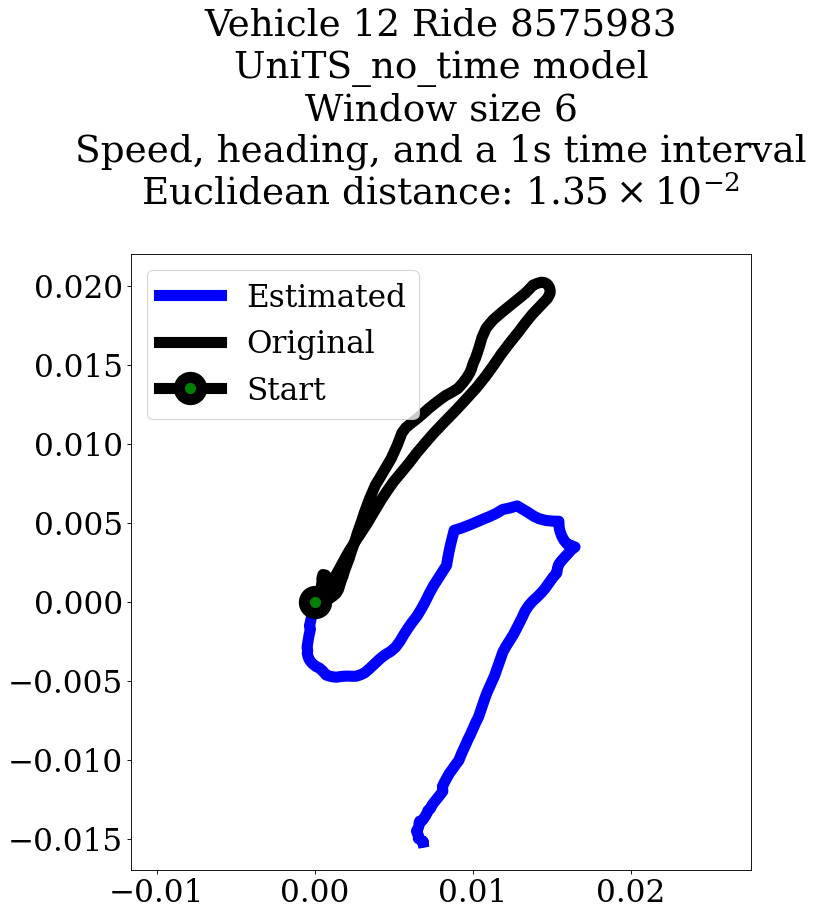 Vehicle 12 Ride 8575983
UniTS_no_time model
Window size 6
Speed, heading, and a 1s time interval
Euclidean distance: 1.35 × 10⁻²
Estimated
Original
Start
0.020
0.015
0.010
0.005
0.000
−0.005
−0.010
−0.015
−0.01 0.00 0.01 0.02